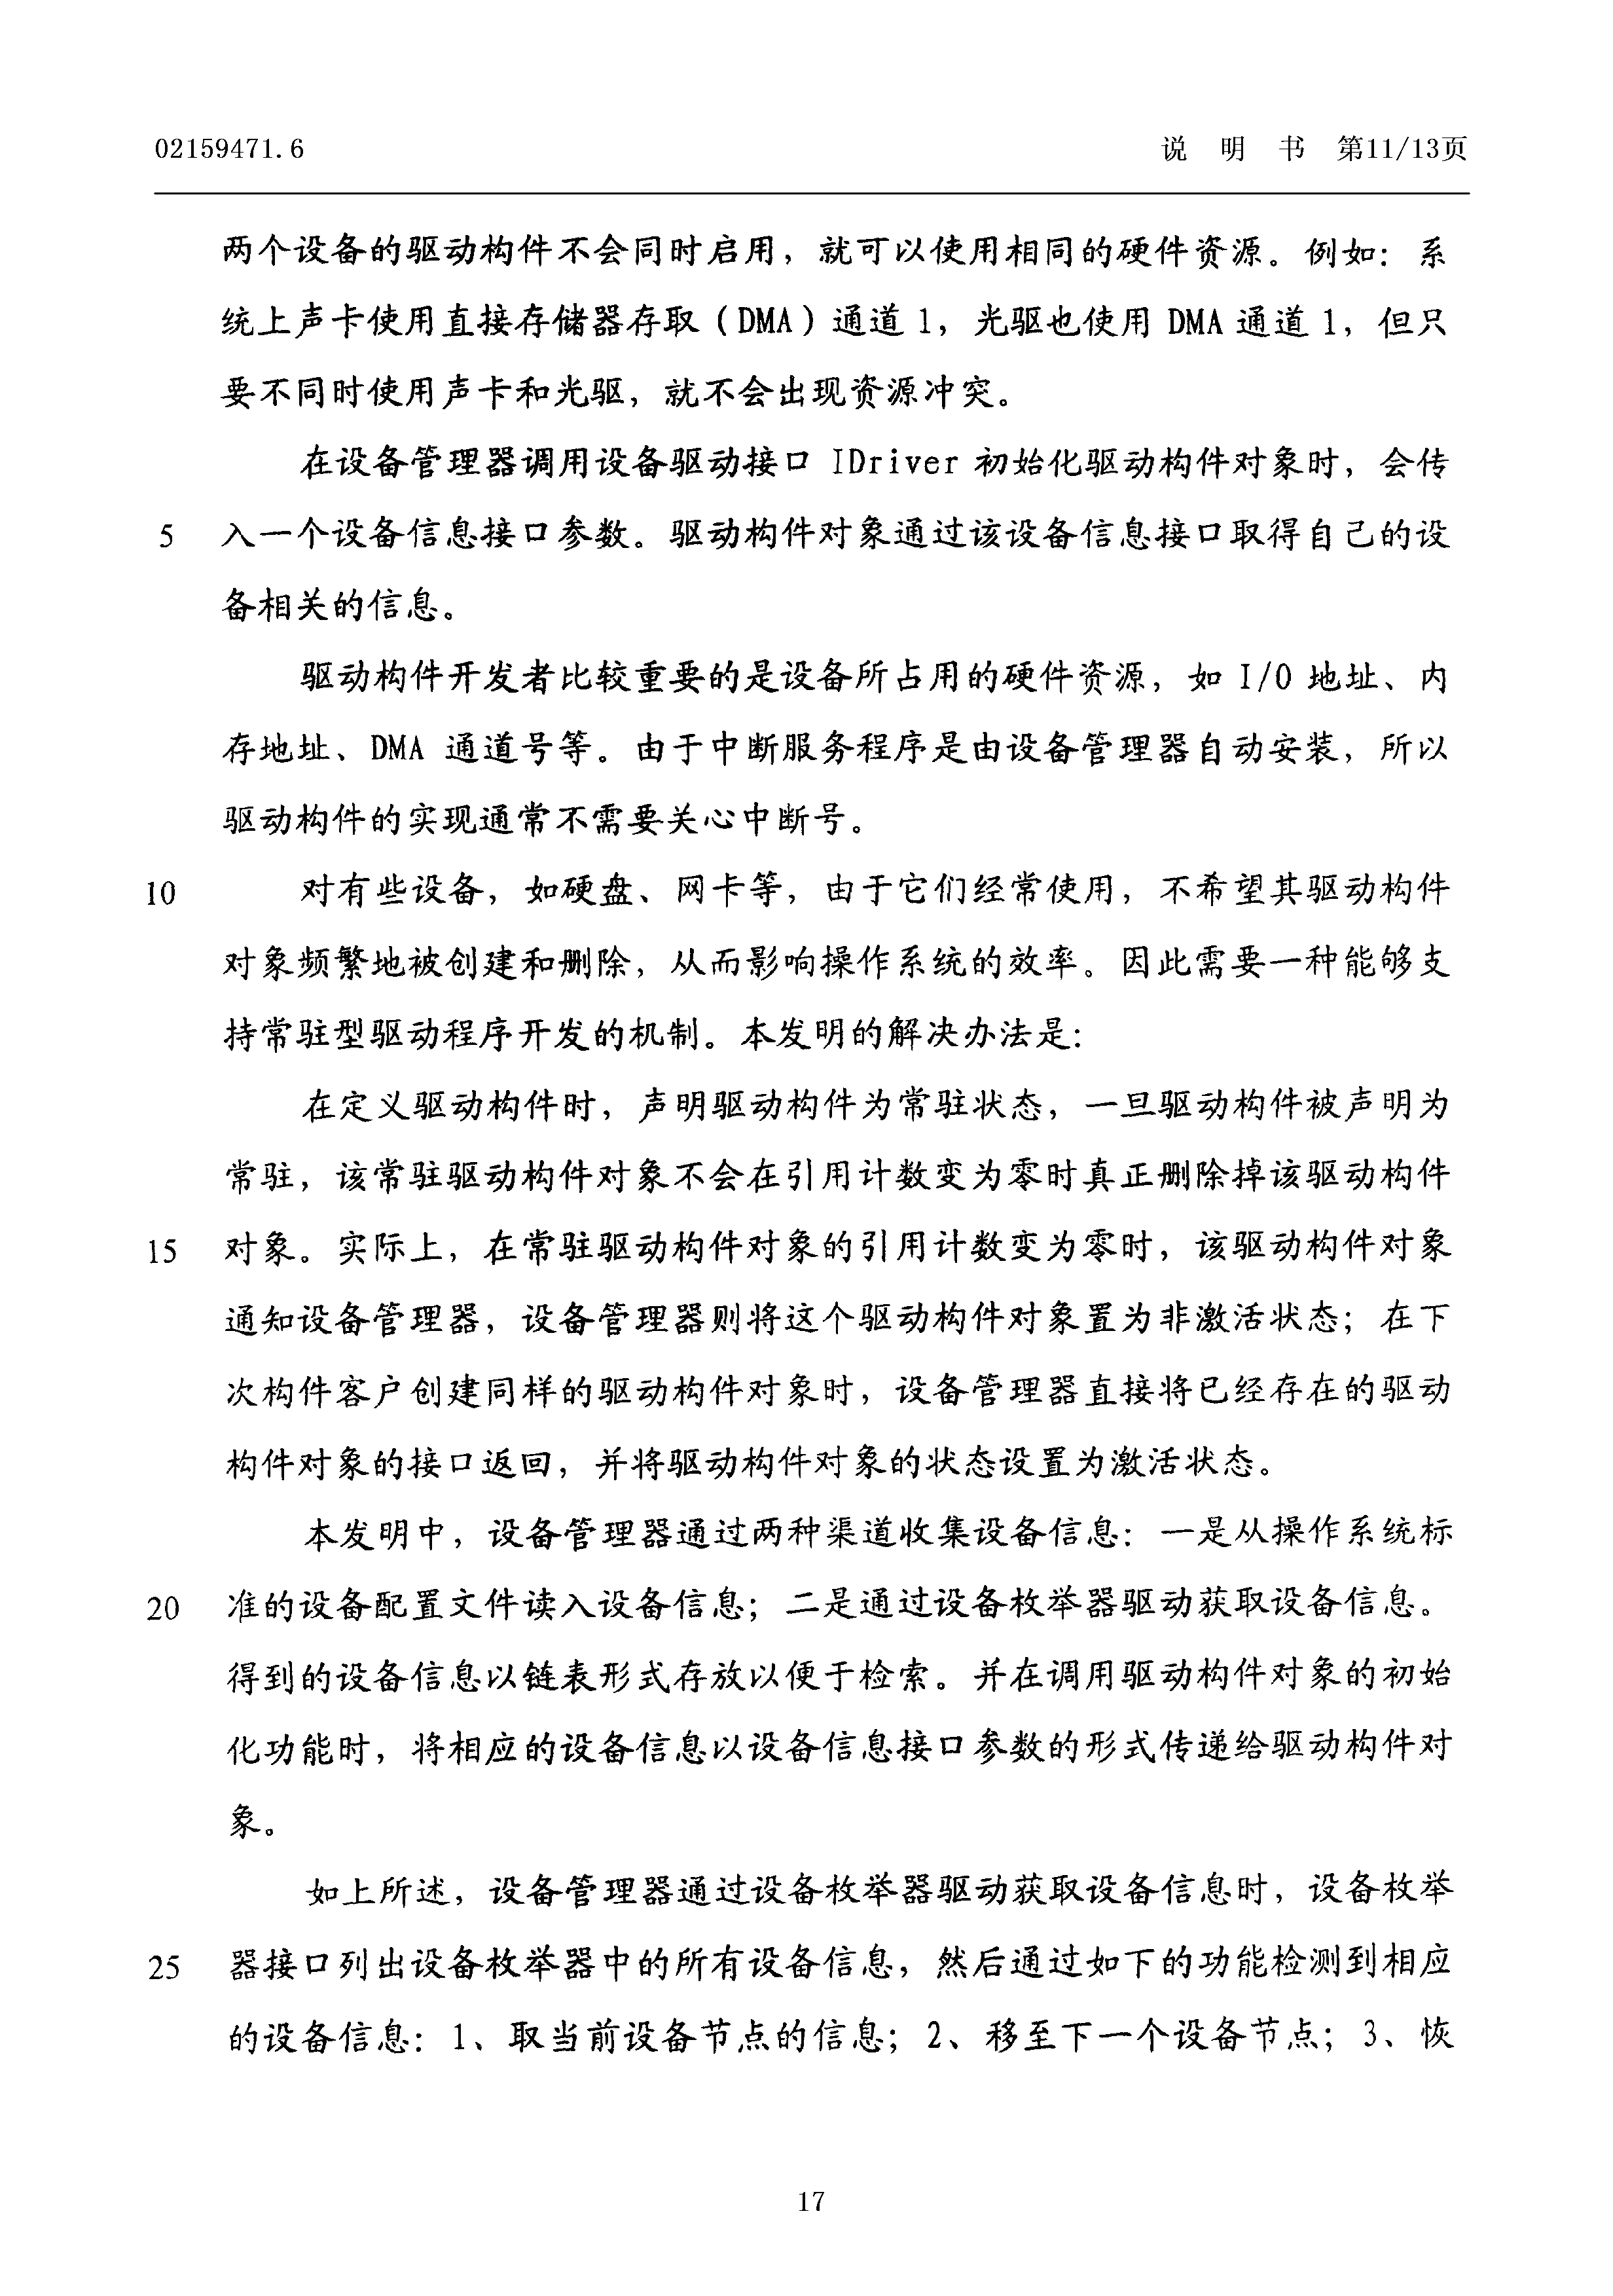 02159471.6
说 明 书 第11/13页
两个设备的驱动构件不会同时启用，就可以使用相同的硬件资源。例如：系
统上声卡使用直接存储器存取（DMA）通道1，光驱也使用 DMA 通道1，但只
要不同时使用声卡和光驱，就不会出现资源冲突。
在设备管理器调用设备驱动接口 IDriver 初始化驱动构件对象时，会传
5 入一个设备信息接口参数。驱动构件对象通过该设备信息接口取得自己的设
备相关的信息。
驱动构件开发者比较重要的是设备所占用的硬件资源，如 I/O 地址、内
存地址、DMA 通道号等。由于中断服务程序是由设备管理器自动安装，所以
驱动构件的实现通常不需要关心中断号。
10 对有些设备，如硬盘、网卡等，由于它们经常使用，不希望其驱动构件
对象频繁地被创建和删除，从而影响操作系统的效率。因此需要一种能够支
持常驻型驱动程序开发的机制。本发明的解决办法是：
在定义驱动构件时，声明驱动构件为常驻状态，一旦驱动构件被声明为
常驻，该常驻驱动构件对象不会在引用计数变为零时真正删除掉该驱动构件
15 对象。实际上，在常驻驱动构件对象的引用计数变为零时，该驱动构件对象
通知设备管理器，设备管理器则将这个驱动构件对象置为非激活状态；在下
次构件客户创建同样的驱动构件对象时，设备管理器直接将已经存在的驱动
构件对象的接口返回，并将驱动构件对象的状态设置为激活状态。
本发明中，设备管理器通过两种渠道收集设备信息：一是从操作系统标
20 准的设备配置文件读入设备信息；二是通过设备枚举器驱动获取设备信息。
得到的设备信息以链表形式存放以便于检索。并在调用驱动构件对象的初始
化功能时，将相应的设备信息以设备信息接口参数的形式传递给驱动构件对
象。
如上所述，设备管理器通过设备枚举器驱动获取设备信息时，设备枚举
25 器接口列出设备枚举器中的所有设备信息，然后通过如下的功能检测到相应
的设备信息：1、取当前设备节点的信息；2、移至下一个设备节点；3、恢
17